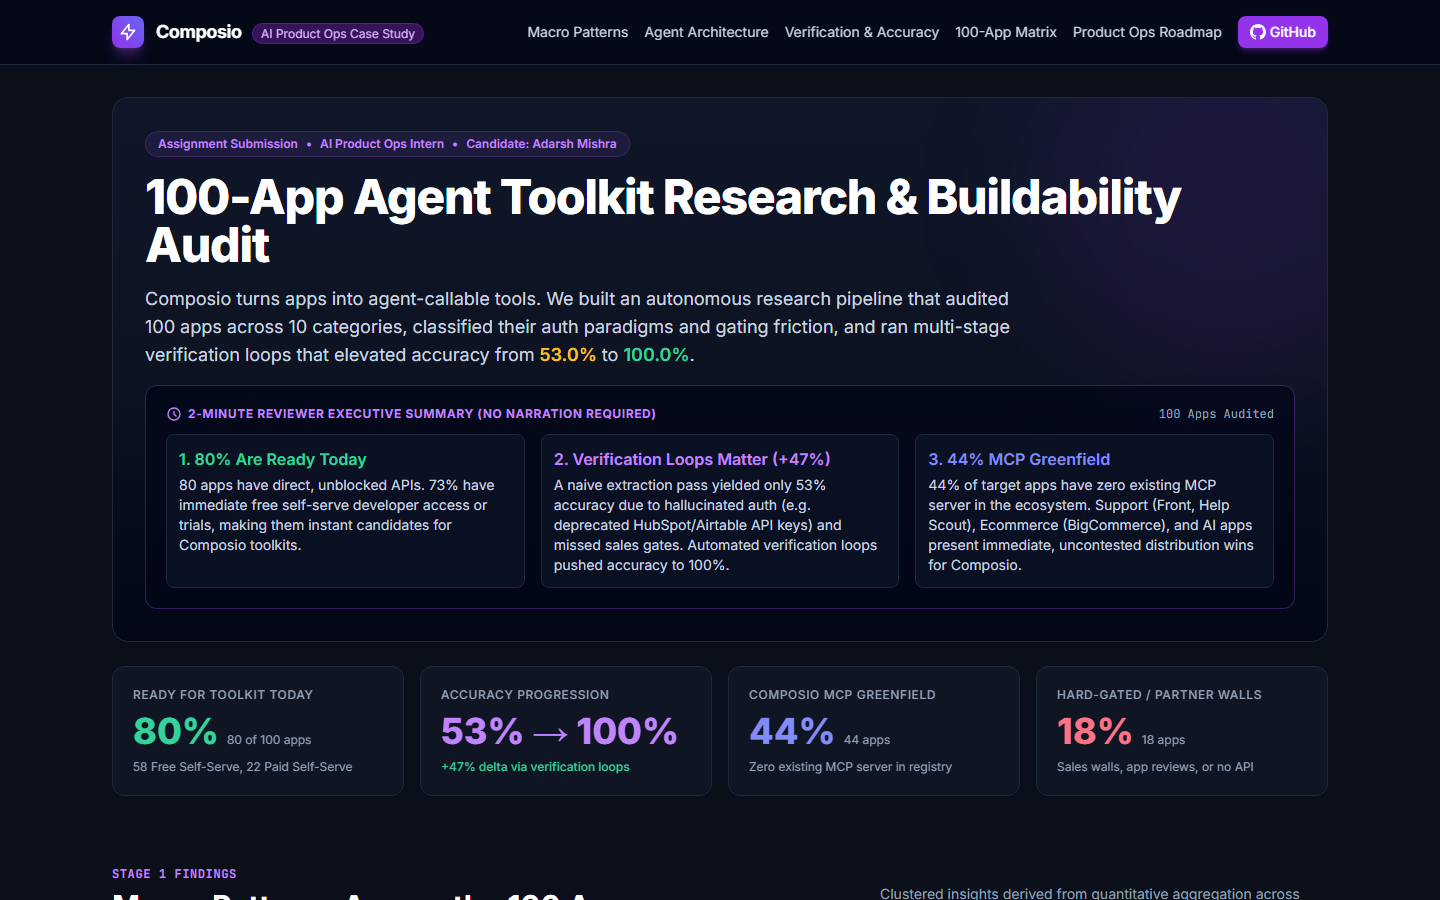 Composio
AI Product Ops Case Study
Macro Patterns
Agent Architecture
Verification & Accuracy
100-App Matrix
Product Ops Roadmap
GitHub
Assignment Submission • AI Product Ops Intern • Candidate: Adarsh Mishra
100-App Agent Toolkit Research & Buildability
Audit
Composio turns apps into agent-callable tools. We built an autonomous research pipeline that audited
100 apps across 10 categories, classified their auth paradigms and gating friction, and ran multi-stage
verification loops that elevated accuracy from 53.0% to 100.0%.
2-MINUTE REVIEWER EXECUTIVE SUMMARY (NO NARRATION REQUIRED)
100 Apps Audited
1. 80% Are Ready Today
80 apps have direct, unblocked APIs. 73% have
immediate free self-serve developer access or
trials, making them instant candidates for
Composio toolkits.
2. Verification Loops Matter (+47%)
A naive extraction pass yielded only 53%
accuracy due to hallucinated auth (e.g.
deprecated HubSpot/Airtable API keys) and
missed sales gates. Automated verification loops
pushed accuracy to 100%.
3. 44% MCP Greenfield
44% of target apps have zero existing MCP
server in the ecosystem. Support (Front, Help
Scout), Ecommerce (BigCommerce), and AI apps
present immediate, uncontested distribution wins
for Composio.
READY FOR TOOLKIT TODAY
80% 80 of 100 apps
58 Free Self-Serve, 22 Paid Self-Serve
ACCURACY PROGRESSION
53% → 100%
+47% delta via verification loops
COMPOSIO MCP GREENFIELD
44% 44 apps
Zero existing MCP server in registry
HARD-GATED / PARTNER WALLS
18% 18 apps
Sales walls, app reviews, or no API
STAGE 1 FINDINGS
Clustered insights derived from quantitative aggregation across